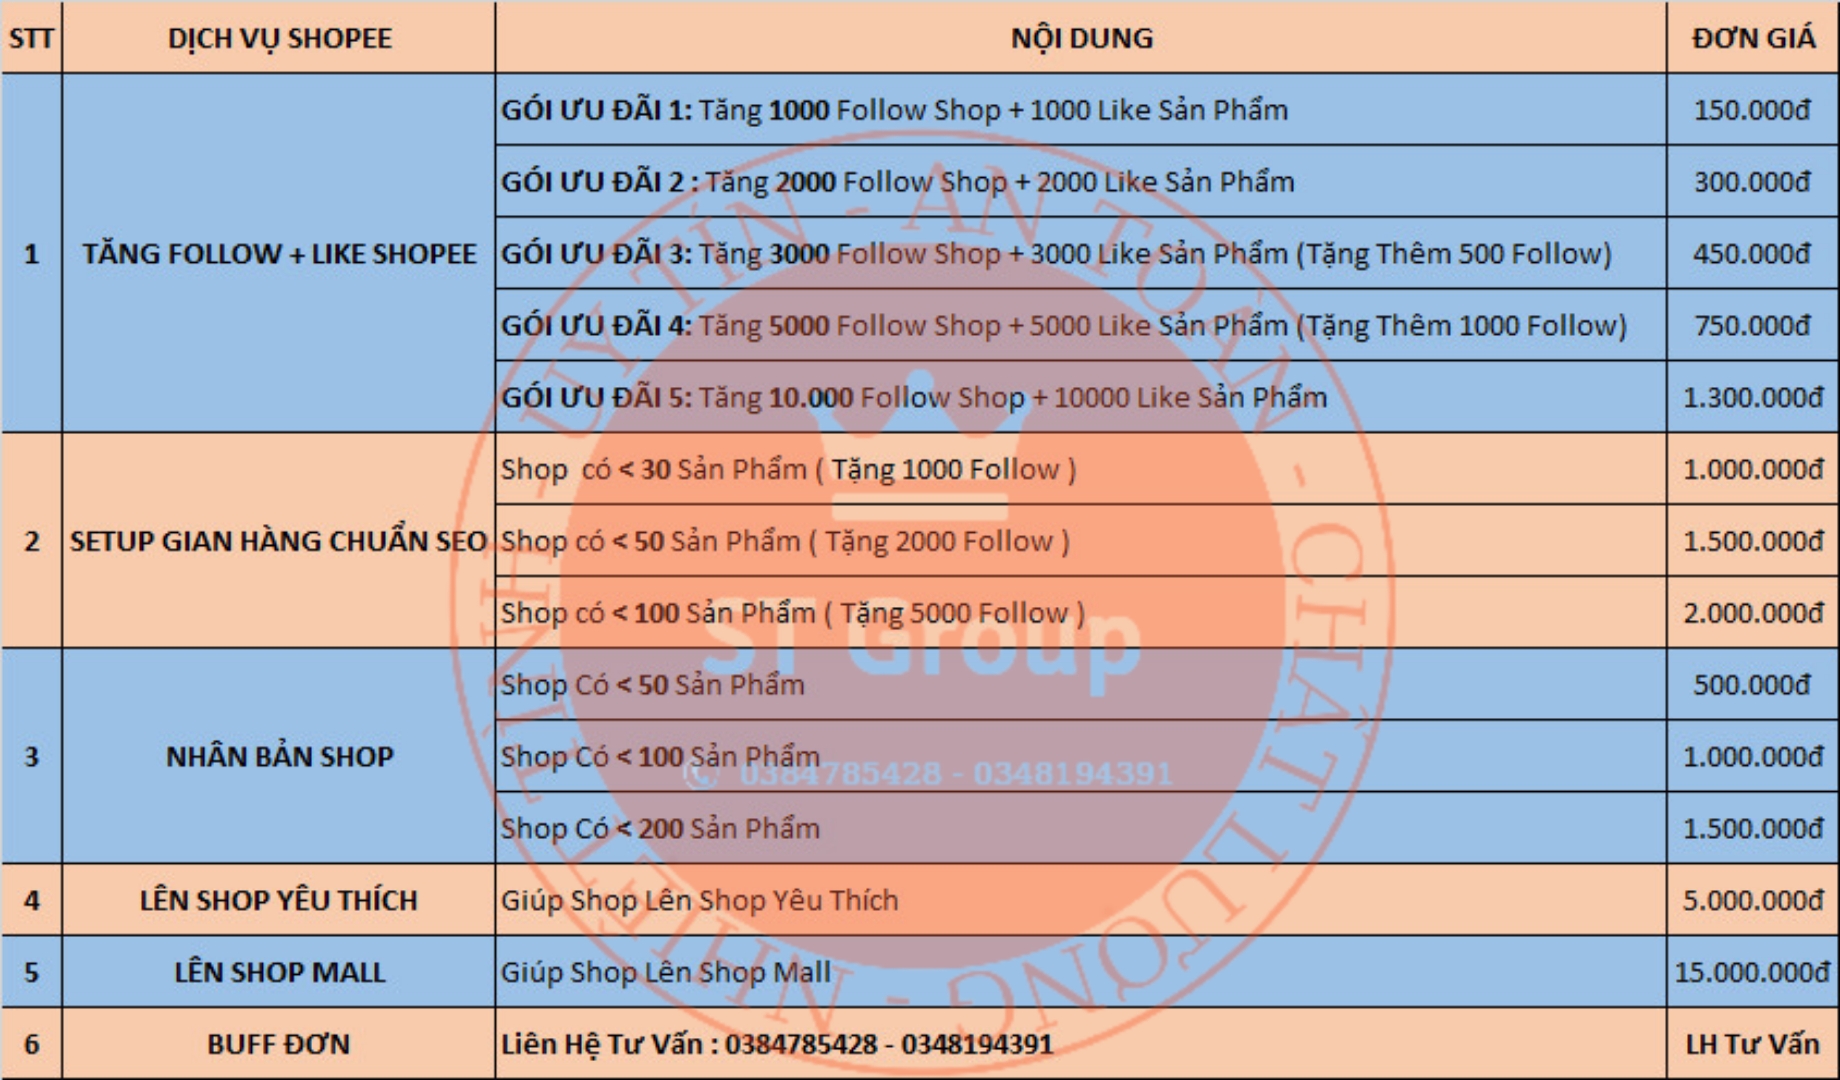 STT DỊCH VỤ SHOPEE NỘI DUNG ĐƠN GIÁ
GÓI ƯU ĐÃI 1: Tăng 1000 Follow Shop + 1000 Like Sản Phẩm 150.000đ
GÓI ƯU ĐÃI 2 : Tăng 2000 Follow Shop + 2000 Like Sản Phẩm 300.000đ
1 TĂNG FOLLOW + LIKE SHOPEE GÓI ƯU ĐÃI 3: Tăng 3000 Follow Shop + 3000 Like Sản Phẩm (Tặng Thêm 500 Follow) 450.000đ
GÓI ƯU ĐÃI 4: Tăng 5000 Follow Shop + 5000 Like Sản Phẩm (Tặng Thêm 1000 Follow) 750.000đ
GÓI ƯU ĐÃI 5: Tăng 10.000 Follow Shop + 10000 Like Sản Phẩm 1.300.000đ
Shop có < 30 Sản Phẩm ( Tặng 1000 Follow ) 1.000.000đ
2 SETUP GIAN HÀNG CHUẨN SEO Shop có < 50 Sản Phẩm ( Tặng 2000 Follow ) 1.500.000đ
Shop có < 100 Sản Phẩm ( Tặng 5000 Follow ) 2.000.000đ
Shop Có < 50 Sản Phẩm 500.000đ
3 NHÂN BẢN SHOP Shop Có < 100 Sản Phẩm 1.000.000đ
Shop Có < 200 Sản Phẩm 1.500.000đ
4 LÊN SHOP YÊU THÍCH Giúp Shop Lên Shop Yêu Thích 5.000.000đ
5 LÊN SHOP MALL Giúp Shop Lên Shop Mall 15.000.000đ
6 BUFF ĐƠN Liên Hệ Tư Vấn : 0384785428 - 0348194391 LH Tư Vấn
UY TÍN - AN TOÀN - CHẤT LƯỢNG - NHIỆT TÌNH -
ST Group
0384785428 - 0348194391